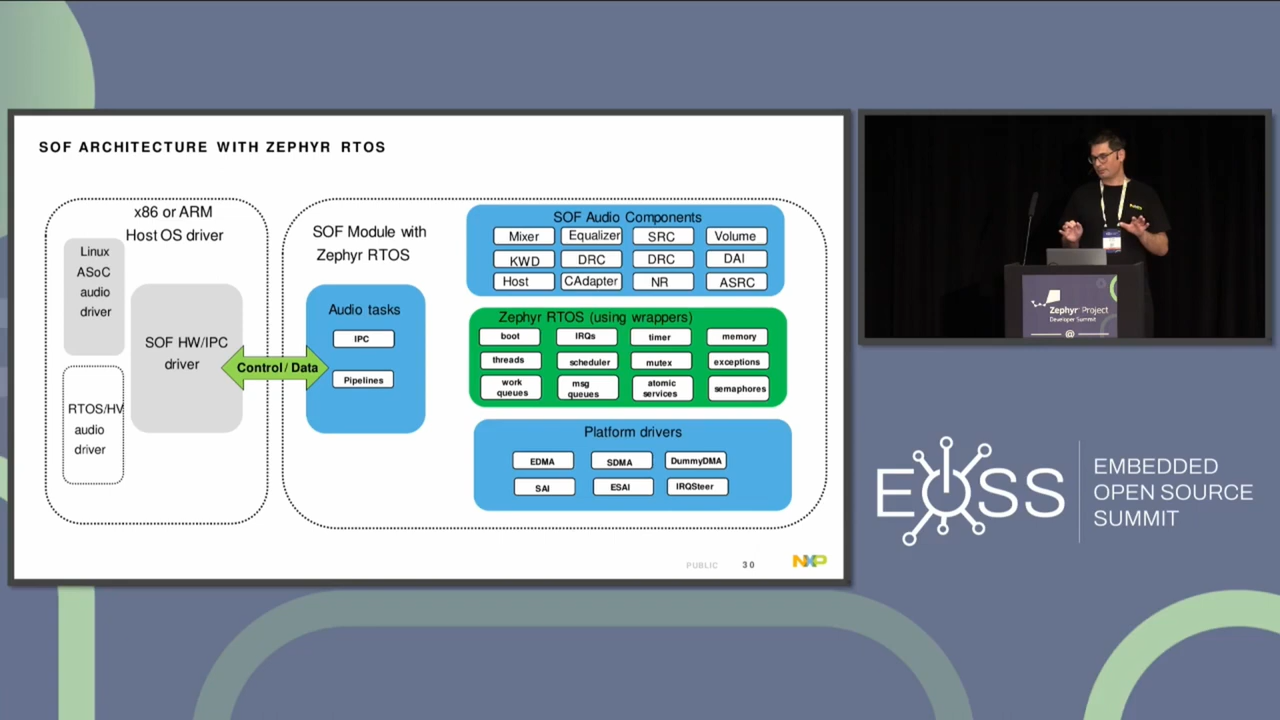 SOF ARCHITECTURE WITH ZEPHYR RTOS
x86 or ARM
Host OS driver
Linux
ASoC
audio
driver
SOF HW/IPC
driver
RTOS/HV
audio
driver
Control / Data
SOF Module with
Zephyr RTOS
Audio tasks
IPC
Pipelines
SOF Audio Components
Mixer Equalizer SRC Volume
KWD DRC DRC DAI
Host CAdapter NR ASRC
Zephyr RTOS (using wrappers)
boot IRQs timer memory
threads scheduler mutex exceptions
work
queues
msg
queues
atomic
services
semaphores
Platform drivers
EDMA SDMA DummyDMA
SAI ESAI IRQSteer
PUBLIC 30 NXP
Zephyr Project
Developer Summit
EOSS
EMBEDDED
OPEN SOURCE
SUMMIT